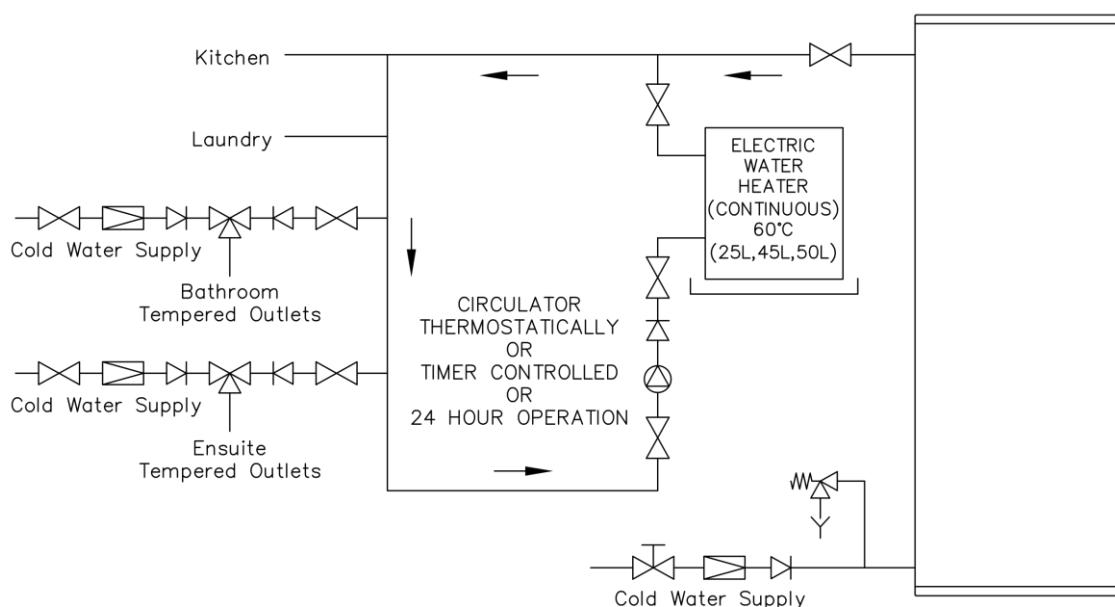 Kitchen
Laundry
ELECTRIC
WATER
HEATER
(CONTINUOUS)
60°C
(25L,45L,50L)
Cold Water Supply
Bathroom
Tempered Outlets
CIRCULATOR
THERMOSTATICALLY
OR
TIMER CONTROLLED
OR
24 HOUR OPERATION
Cold Water Supply
Ensuite
Tempered Outlets
Cold Water Supply